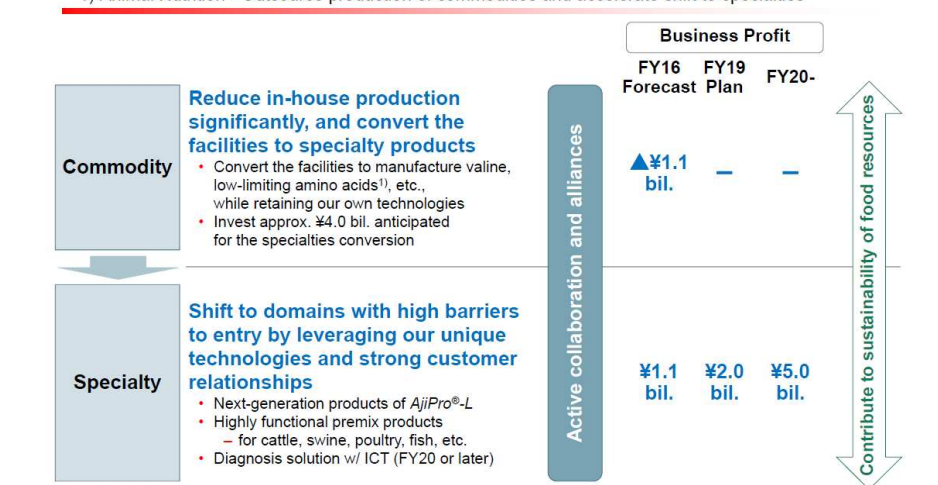 Business Profit
FY16
Forecast
FY19
Plan
FY20-
Commodity
Reduce in-house production
significantly, and convert the
facilities to specialty products
• Convert the facilities to manufacture valine,
low-limiting amino acids1), etc.,
while retaining our own technologies
• Invest approx. ¥4.0 bil. anticipated
for the specialties conversion
▲¥1.1
bil.
–
–
Specialty
Shift to domains with high barriers
to entry by leveraging our unique
technologies and strong customer
relationships
• Next-generation products of AjiPro®-L
• Highly functional premix products
– for cattle, swine, poultry, fish, etc.
• Diagnosis solution w/ ICT (FY20 or later)
¥1.1
bil.
¥2.0
bil.
¥5.0
bil.
Active collaboration and alliances
Contribute to sustainability of food resources